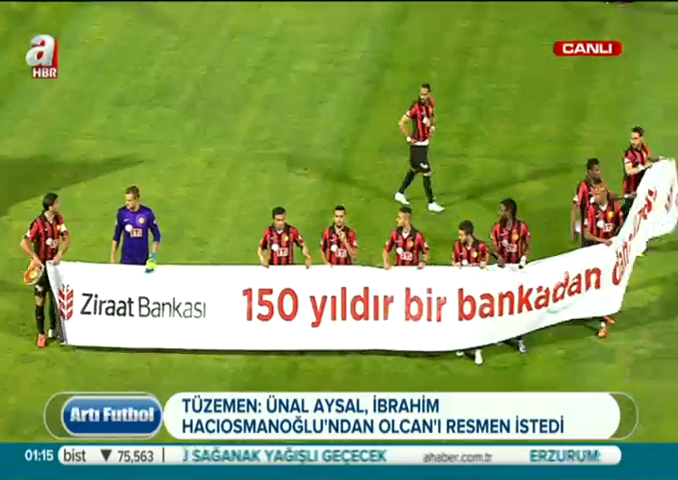 a
HBR
CANLI
ETİ
Ziraat Bankası
150 yıldır bir bankadan
Artı Futbol
TÜZEMEN: ÜNAL AYSAL, İBRAHİM
HACIOSMANOĞLU'NDAN OLCAN'I RESMEN İSTEDİ
01:15 bist ▼ 75,563 SAĞANAK YAĞIŞLI GEÇECEK ahaber.com.tr ERZURUM: